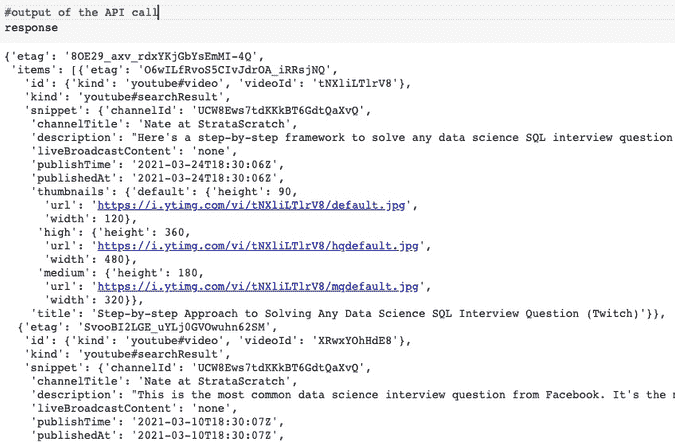 #output of the API call
response
{'etag': '8OE29_axv_rdxYKjGbYsEmMI-4Q',
'items': [{'etag': 'O6wILfRvoS5CIvJdrOA_iRRsjNQ',
'id': {'kind': 'youtube#video', 'videoId': 'tNXliLTlrV8'},
'kind': 'youtube#searchResult',
'snippet': {'channelId': 'UCW8Ews7tdKKkBT6GdtQaXvQ',
'channelTitle': 'Nate at StrataScratch',
'description': "Here's a step-by-step framework to solve any data science SQL interview question
'liveBroadcastContent': 'none',
'publishTime': '2021-03-24T18:30:06Z',
'publishedAt': '2021-03-24T18:30:06Z',
'thumbnails': {'default': {'height': 90,
'url': 'https://i.ytimg.com/vi/tNXliLTlrV8/default.jpg',
'width': 120},
'high': {'height': 360,
'url': 'https://i.ytimg.com/vi/tNXliLTlrV8/hqdefault.jpg',
'width': 480},
'medium': {'height': 180,
'url': 'https://i.ytimg.com/vi/tNXliLTlrV8/mqdefault.jpg',
'width': 320}},
'title': 'Step-by-step Approach to Solving Any Data Science SQL Interview Question (Twitch)'}},
{'etag': 'SvooBI2LGE_uYLj0GVOwuhn62SM',
'id': {'kind': 'youtube#video', 'videoId': 'XRwxYOhHdE8'},
'kind': 'youtube#searchResult',
'snippet': {'channelId': 'UCW8Ews7tdKKkBT6GdtQaXvQ',
'channelTitle': 'Nate at StrataScratch',
'description': "This is the most common data science interview question from Facebook. It's the
'liveBroadcastContent': 'none',
'publishTime': '2021-03-10T18:30:07Z',
'publishedAt': '2021-03-10T18:30:07Z',